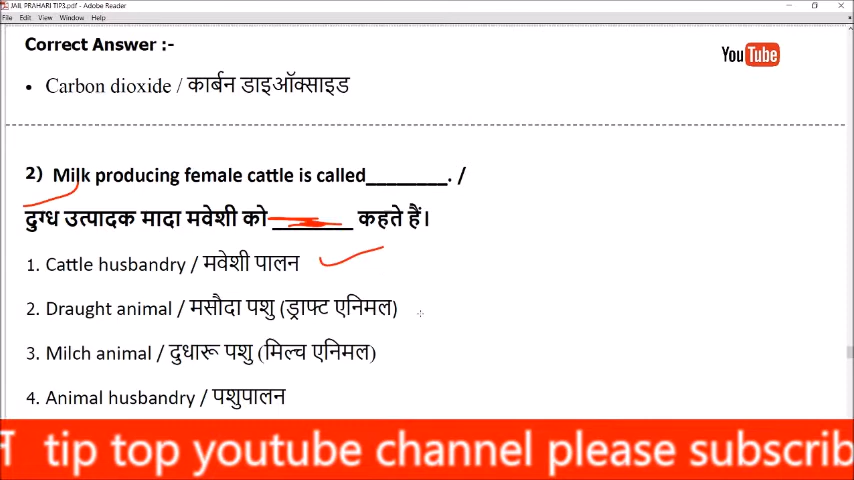 JAIL PRAHARI TIP3.pdf - Adobe Reader
File Edit View Window Help
Correct Answer :-
YouTube
• Carbon dioxide / कार्बन डाइऑक्साइड
2) Milk producing female cattle is called________. /
दुग्ध उत्पादक मादा मवेशी को ________ कहते हैं।
1. Cattle husbandry / मवेशी पालन
2. Draught animal / मसौदा पशु (ड्राफ्ट एनिमल)
3. Milch animal / दुधारू पशु (मिल्च एनिमल)
4. Animal husbandry / पशुपालन
tip top youtube channel please subscrib